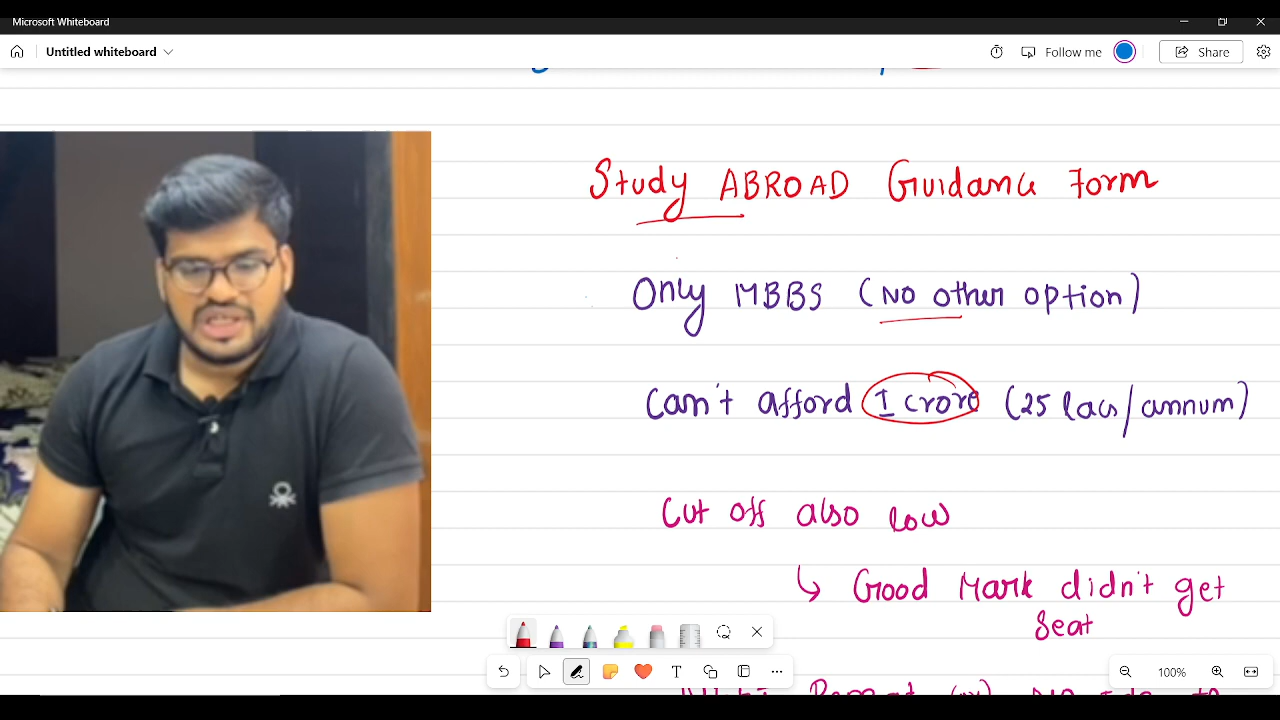 Microsoft Whiteboard
Untitled whiteboard
Follow me
Share
Study ABROAD Guidance Form
Only MBBS (No other option)
Can't afford 1 crore (25 lacs/annum)
Cut off also low
↳ Good Mark didn't get
Seat
100%